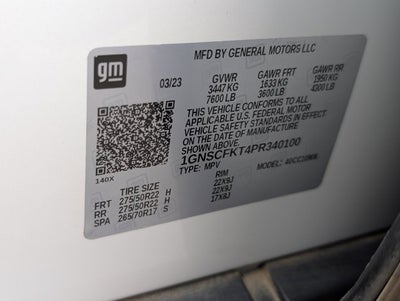 gm
MFD BY GENERAL MOTORS LLC
03/23 GVWR GAWR FRT GAWR RR
3447 KG 1633 KG 1950 KG
7600 LB 3600 LB 4300 LB
THIS VEHICLE CONFORMS TO ALL
APPLICABLE U.S. FEDERAL MOTOR
VEHICLE SAFETY
STANDARDS IN EFFECT ON THE DATE OF MANUFACTURE
SHOWN ABOVE.
1GNSCFKT4PR340100
TYPE: MPV MODEL:
140X
TIRE SIZE RIM
FRT 275/50R22 H 22X9J
RR 275/50R22 H 22X9J
SPA 265/70R17 S 17X8J